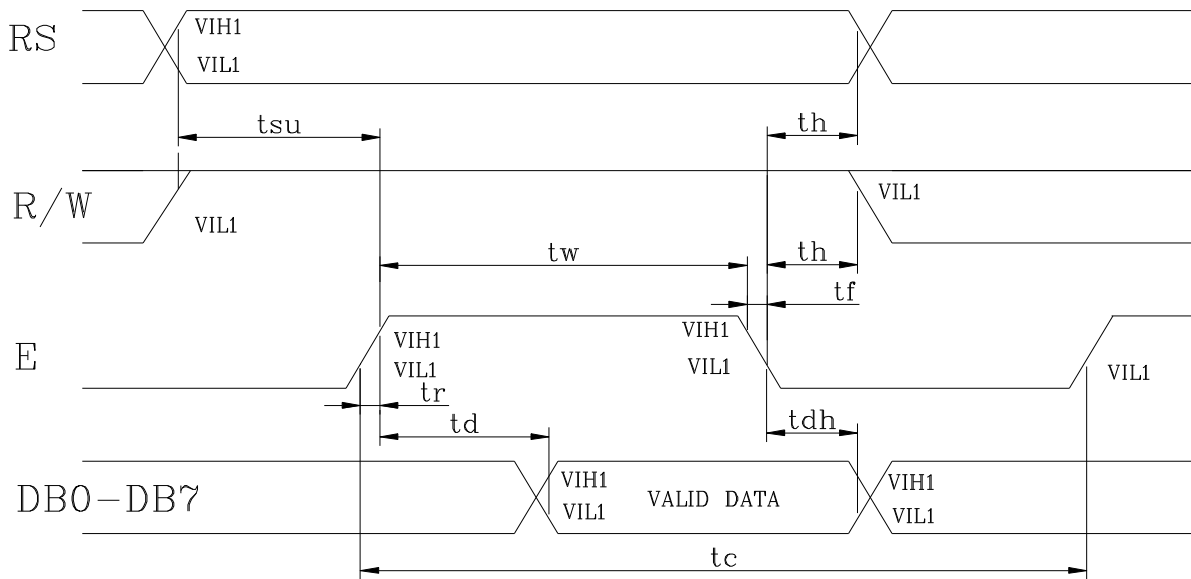 RS
VIH1
VIL1
tsu
th
R/W
VIL1
VIL1
tw
th
tf
E
VIH1
VIL1
VIH1
VIL1
VIL1
tr
td
tdh
DB0-DB7
VIH1
VIL1
VALID DATA
VIH1
VIL1
tc